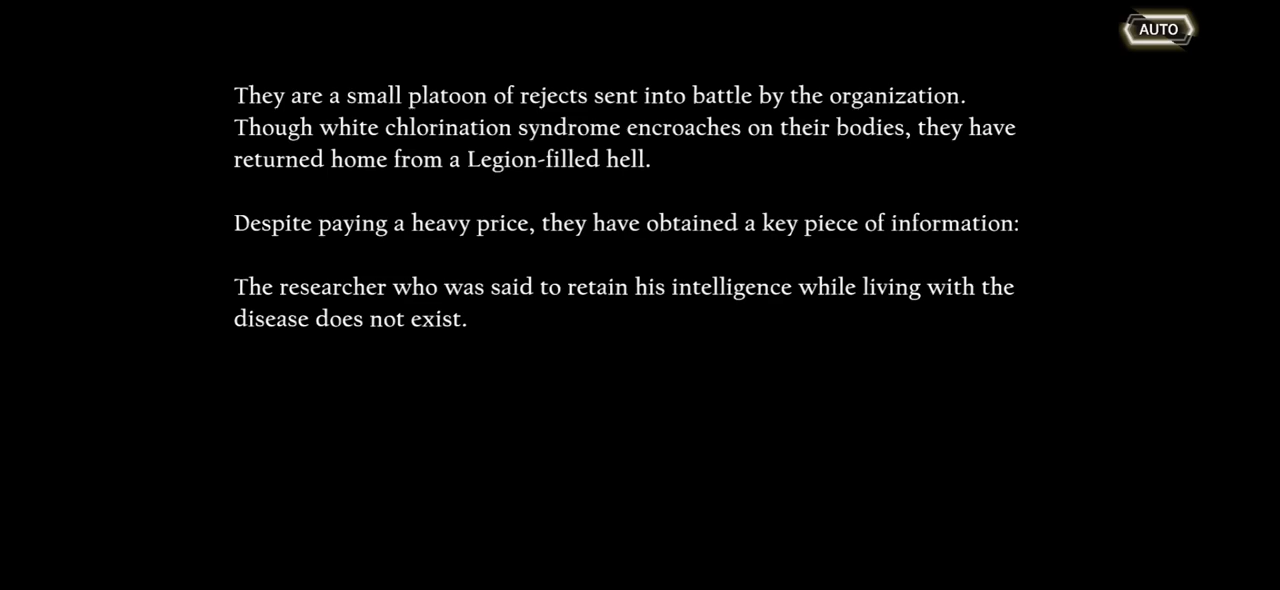 AUTO
They are a small platoon of rejects sent into battle by the organization.
Though white chlorination syndrome encroaches on their bodies, they have
returned home from a Legion-filled hell.
Despite paying a heavy price, they have obtained a key piece of information:
The researcher who was said to retain his intelligence while living with the
disease does not exist.